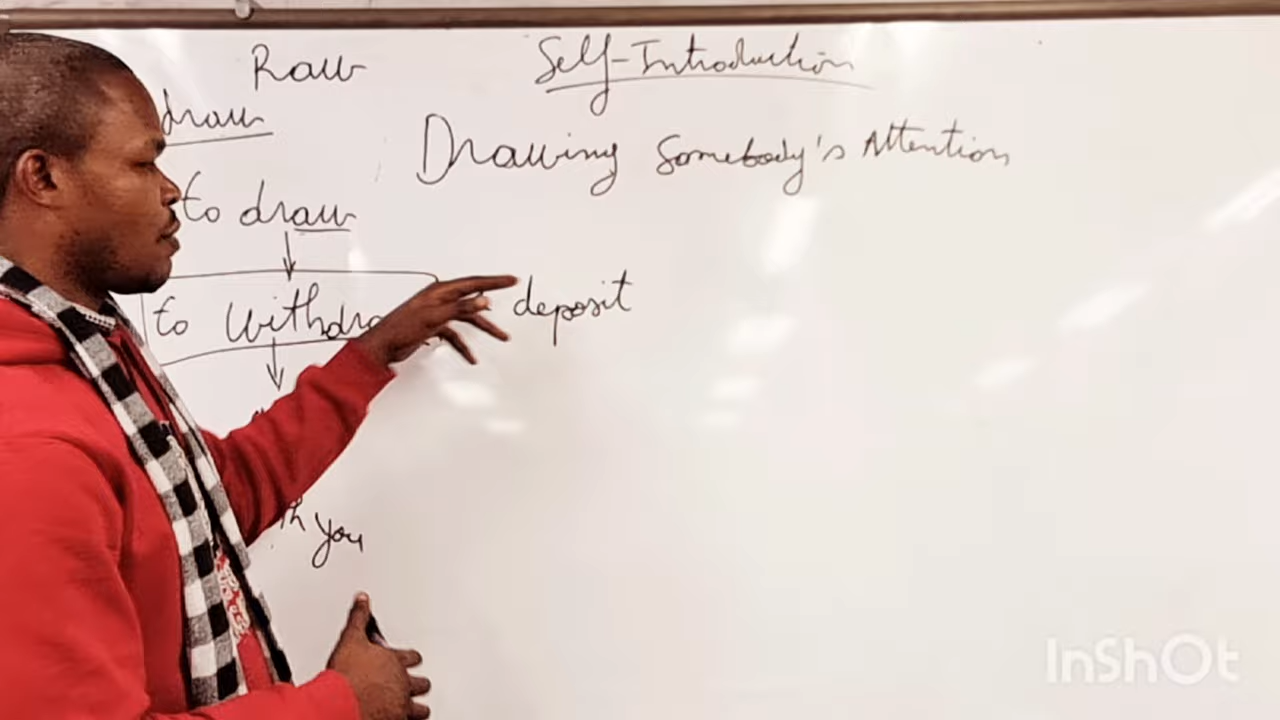 Self-Introduction
Raw
draw
Drawing Somebody's Attention
to draw
to withdra
deposit
you
InShOt